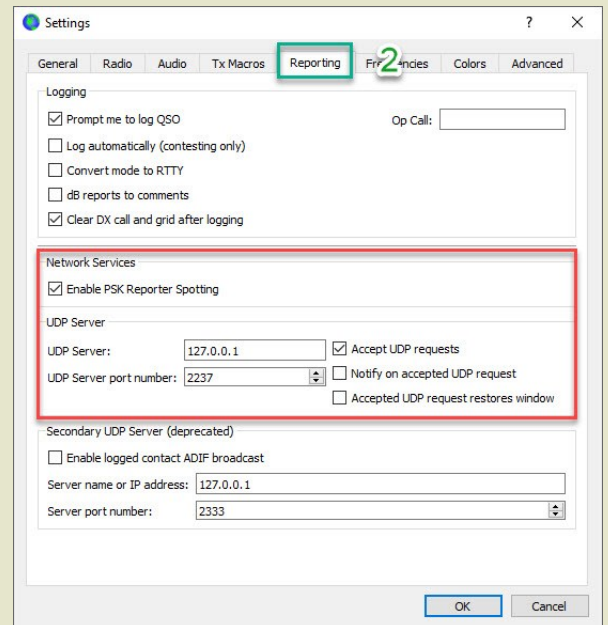 Settings
General Radio Audio Tx Macros Reporting Frequencies Colors Advanced
2
Logging
Prompt me to log QSO
Op Call:
Log automatically (contesting only)
Convert mode to RTTY
dB reports to comments
Clear DX call and grid after logging
Network Services
Enable PSK Reporter Spotting
UDP Server
UDP Server: 127.0.0.1 Accept UDP requests
UDP Server port number: 2237 Notify on accepted UDP request
Accepted UDP request restores window
Secondary UDP Server (deprecated)
Enable logged contact ADIF broadcast
Server name or IP address: 127.0.0.1
Server port number: 2333
OK Cancel